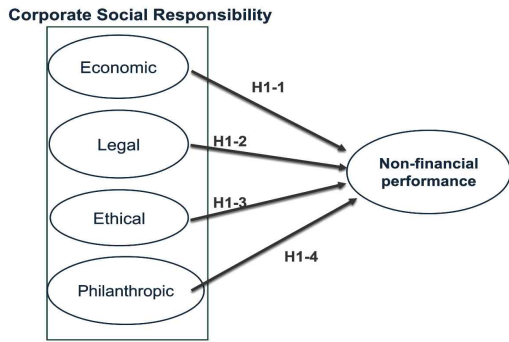 Corporate Social Responsibility
Economic
H1-1
Legal
H1-2
Non-financial
performance
Ethical
H1-3
H1-4
Philanthropic